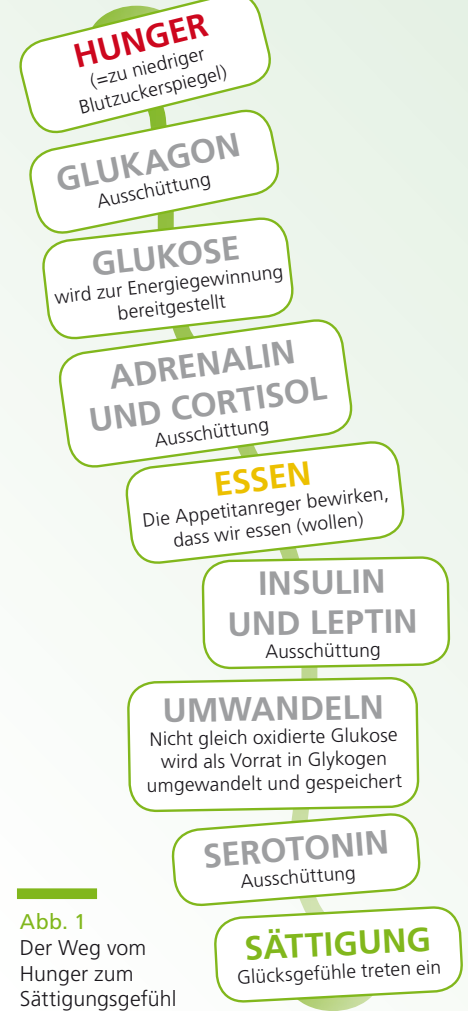 HUNGER
(=zu niedriger
Blutzuckerspiegel)
GLUKAGON
Ausschüttung
GLUKOSE
wird zur Energiegewinnung
bereitgestellt
ADRENALIN
UND CORTISOL
Ausschüttung
ESSEN
Die Appetitanreger bewirken,
dass wir essen (wollen)
INSULIN
UND LEPTIN
Ausschüttung
UMWANDELN
Nicht gleich oxidierte Glukose
wird als Vorrat in Glykogen
umgewandelt und gespeichert
SEROTONIN
Ausschüttung
SÄTTIGUNG
Glücksgefühle treten ein
Abb. 1
Der Weg vom
Hunger zum
Sättigungsgefühl